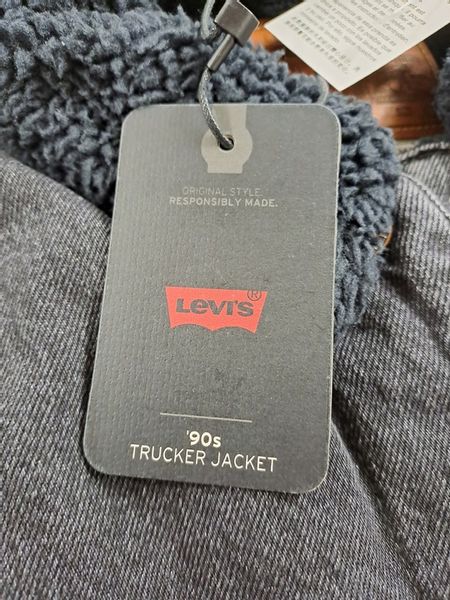 ORIGINAL STYLE.
RESPONSIBLY MADE.
Levi's®
'90s
TRUCKER JACKET